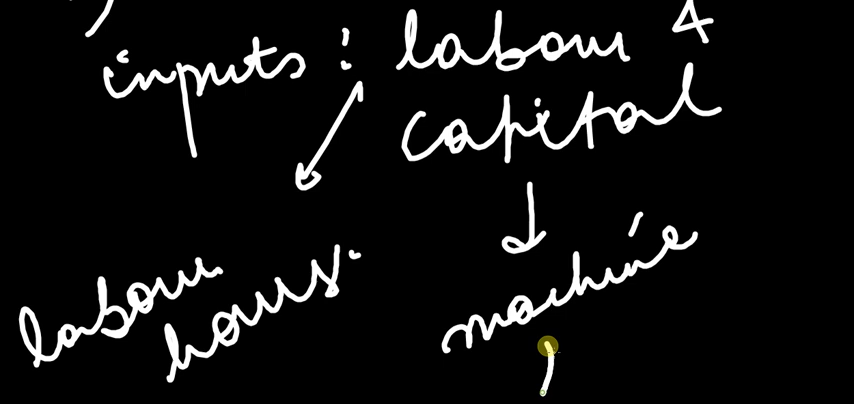 inputs : labour &
capital
labour machine
hours.